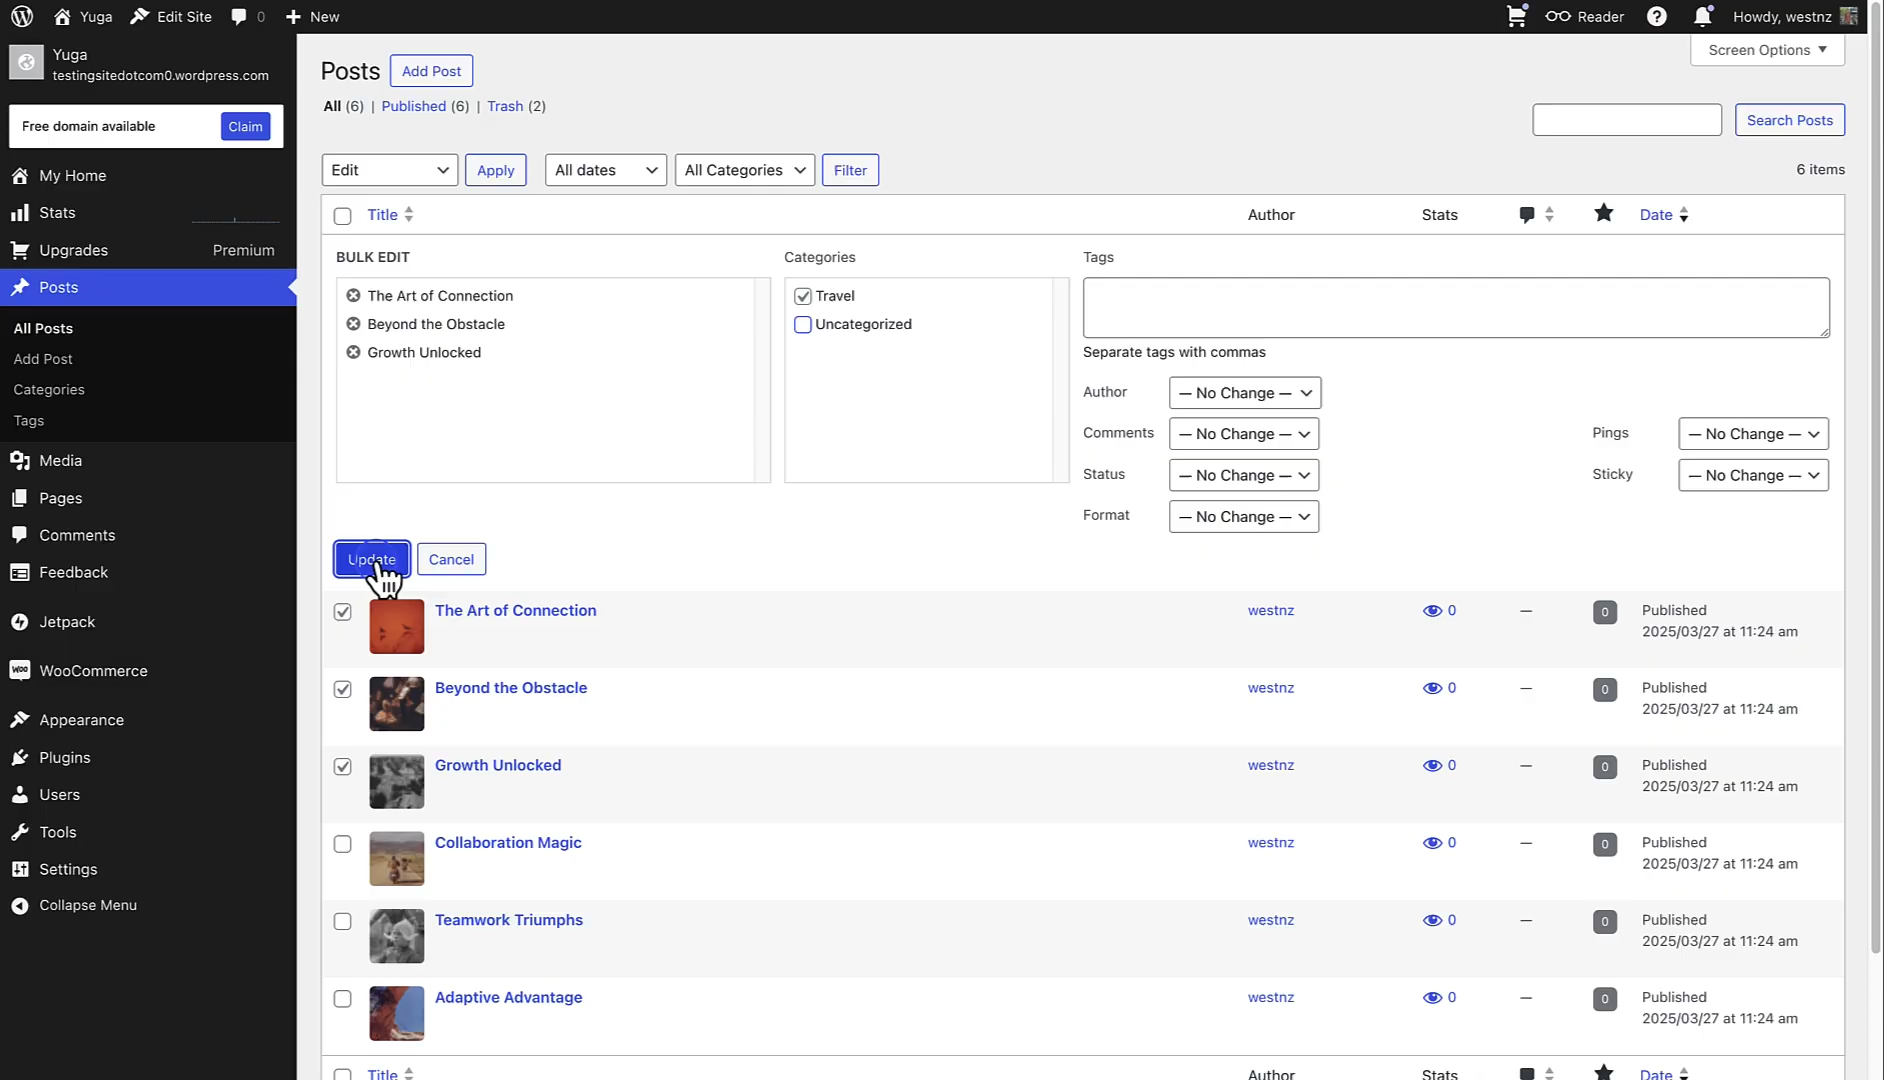 Yuga
Edit Site
0
New
Reader
Howdy, westnz
Yuga
testingsitedotcom0.wordpress.com
Free domain available
Claim
My Home
Stats
Upgrades
Premium
Posts
All Posts
Add Post
Categories
Tags
Media
Pages
Comments
Feedback
Jetpack
WooCommerce
Appearance
Plugins
Users
Tools
Settings
Collapse Menu
Screen Options
Posts
Add Post
All (6) | Published (6) | Trash (2)
Search Posts
Edit
Apply
All dates
All Categories
Filter
6 items
Title
Author
Stats
Date
BULK EDIT
The Art of Connection
Beyond the Obstacle
Growth Unlocked
Categories
Travel
Uncategorized
Tags
Separate tags with commas
Author
— No Change —
Comments
— No Change —
Pings
— No Change —
Status
— No Change —
Sticky
— No Change —
Format
— No Change —
Update
Cancel
The Art of Connection
westnz
0
—
0
Published
2025/03/27 at 11:24 am
Beyond the Obstacle
westnz
0
—
0
Published
2025/03/27 at 11:24 am
Growth Unlocked
westnz
0
—
0
Published
2025/03/27 at 11:24 am
Collaboration Magic
westnz
0
—
0
Published
2025/03/27 at 11:24 am
Teamwork Triumphs
westnz
0
—
0
Published
2025/03/27 at 11:24 am
Adaptive Advantage
westnz
0
—
0
Published
2025/03/27 at 11:24 am
Title
Author
Stats
Date